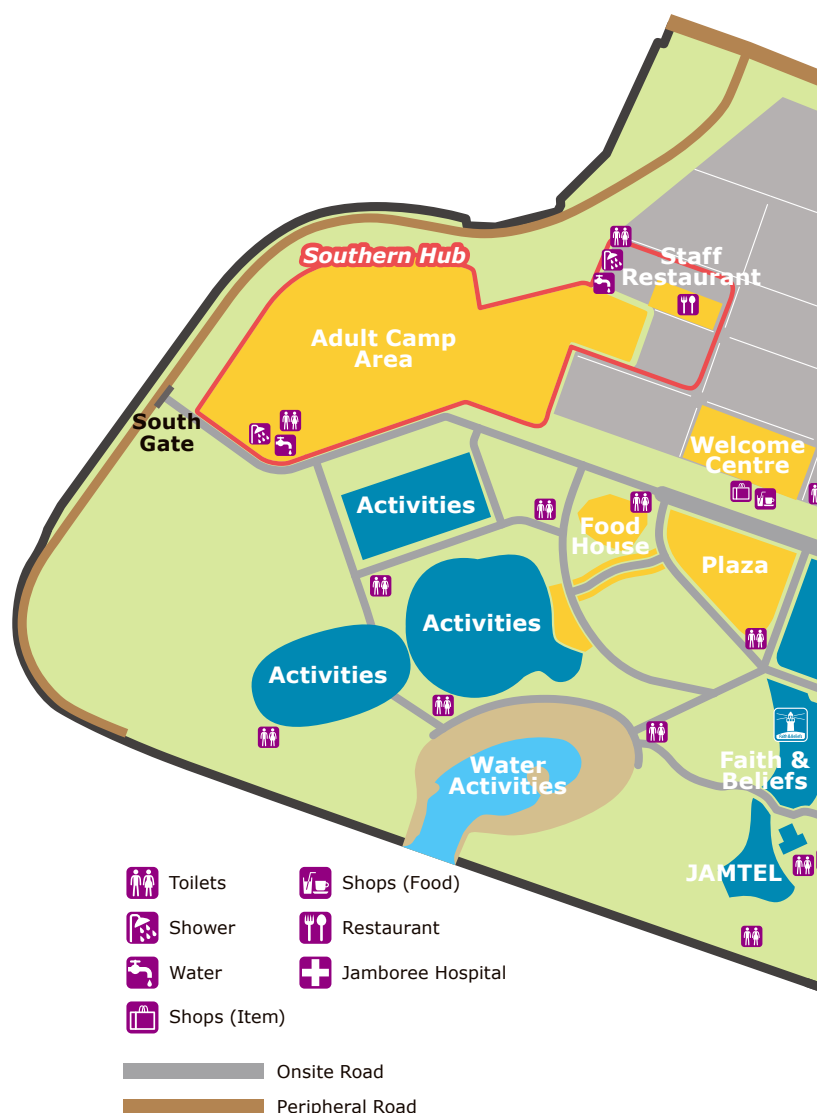 Southern Hub
Staff
Restaurant
Adult Camp
Area
South
Gate
Welcome
Centre
Activities
Food
House
Plaza
Activities
Activities
Water
Activities
Faith &
Beliefs
JAMTEL
Toilets
Shops (Food)
Shower
Restaurant
Water
Jamboree Hospital
Shops (Item)
Onsite Road
Peripheral Road